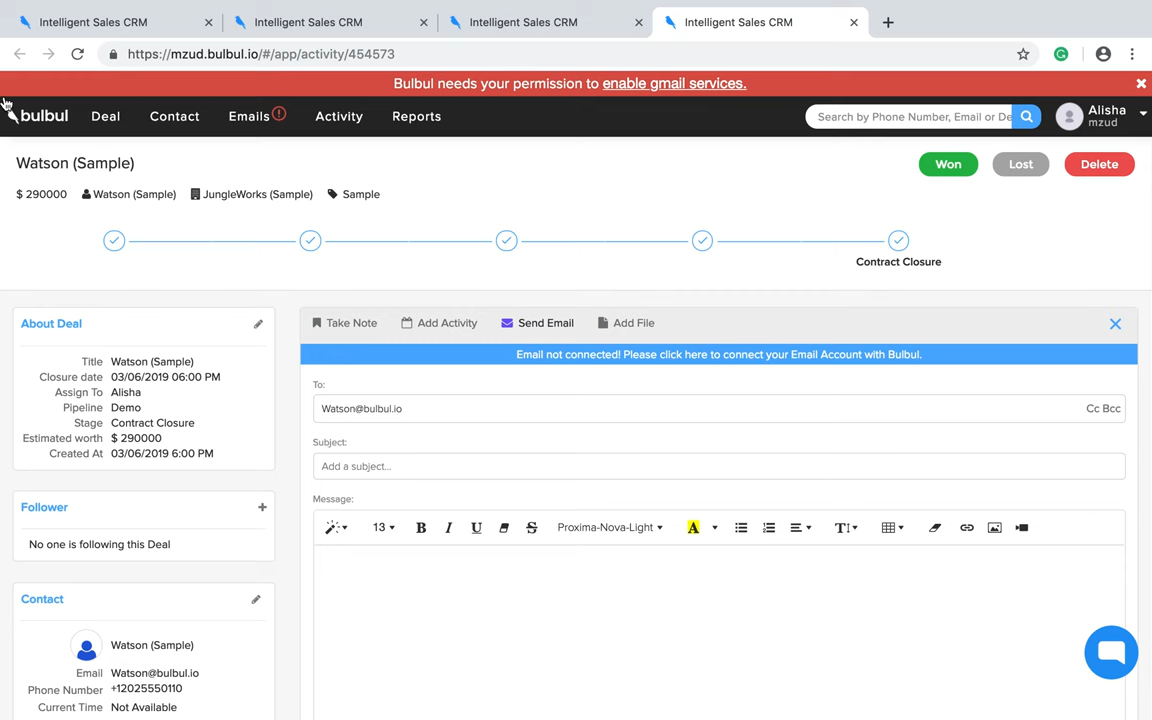 Intelligent Sales CRM
Intelligent Sales CRM
Intelligent Sales CRM
Intelligent Sales CRM
https://mzud.bulbul.io/#/app/activity/454573
Bulbul needs your permission to enable gmail services.
bulbul
Deal
Contact
Emails
Activity
Reports
Search by Phone Number, Email or De
Alisha
mzud
Watson (Sample)
Won
Lost
Delete
$ 290000
Watson (Sample)
JungleWorks (Sample)
Sample
Contract Closure
About Deal
Title Watson (Sample)
Closure date 03/06/2019 06:00 PM
Assign To Alisha
Pipeline Demo
Stage Contract Closure
Estimated worth $ 290000
Created At 03/06/2019 6:00 PM
Follower
No one is following this Deal
Contact
Watson (Sample)
Email Watson@bulbul.io
Phone Number +12025550110
Current Time Not Available
Take Note
Add Activity
Send Email
Add File
Email not connected! Please click here to connect your Email Account with Bulbul.
To:
Watson@bulbul.io
Cc Bcc
Subject:
Add a subject...
Message:
13
B
I
U
S
Proxima-Nova-Light
A